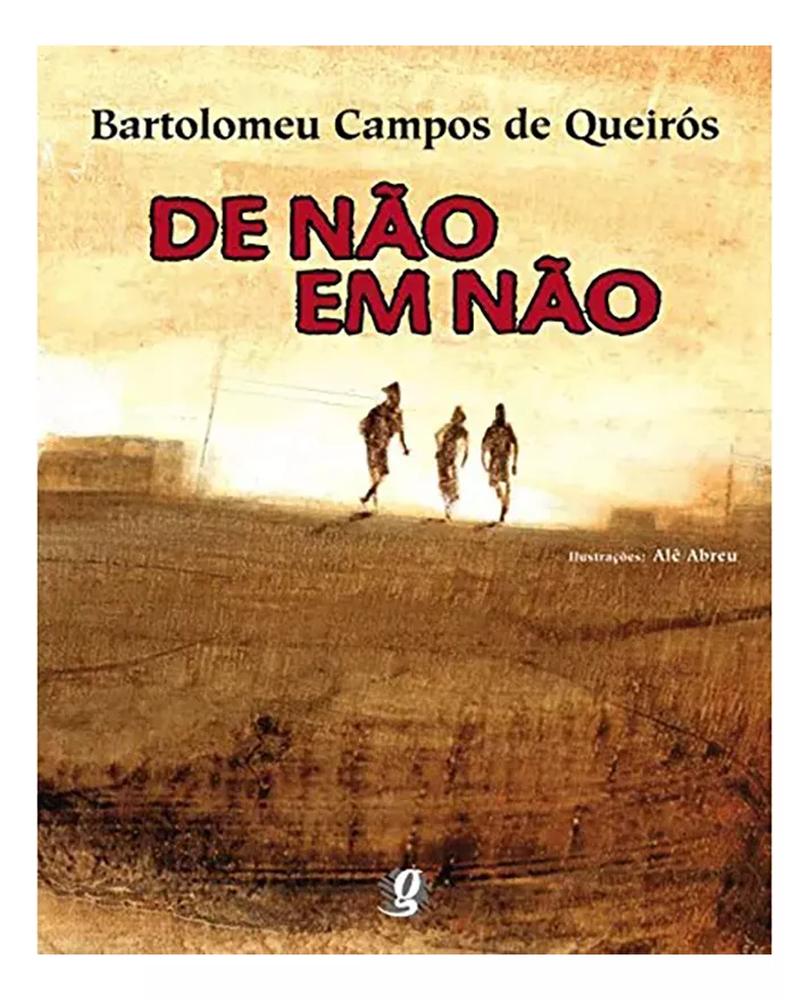 Bartolomeu Campos de Queirós
DE NÃO
EM NÃO
Ilustrações: Alê Abreu
g